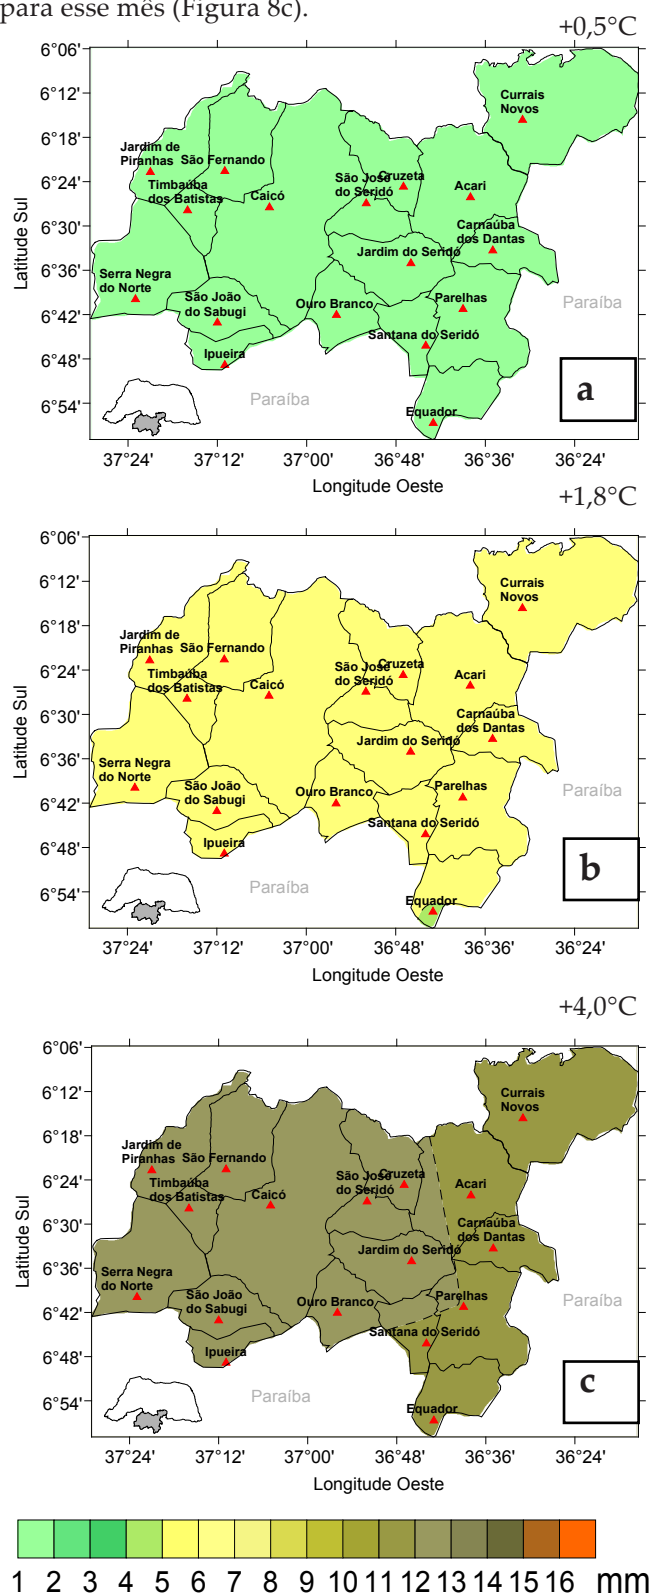 para esse mês (Figura 8c).
+0,5°C
6°06'
6°12'
6°18'
6°24'
6°30'
6°36'
6°42'
6°48'
6°54'
Latitude Sul
Currais
Novos
Jardim de
Piranhas
São Fernando
Timbaúba
dos Batistas
Caicó
São José
do Seridó
Cruzeta
Acari
Carnaúba
dos Dantas
Jardim do Seridó
Serra Negra
do Norte
São João
do Sabugi
Ouro Branco
Parelhas
Santana do Seridó
Ipueira
Equador
Paraíba
Paraíba
a
37°24' 37°12' 37°00' 36°48' 36°36' 36°24'
Longitude Oeste
+1,8°C
6°06'
6°12'
6°18'
6°24'
6°30'
6°36'
6°42'
6°48'
6°54'
Latitude Sul
Currais
Novos
Jardim de
Piranhas
São Fernando
Timbaúba
dos Batistas
Caicó
São José
do Seridó
Cruzeta
Acari
Carnaúba
dos Dantas
Jardim do Seridó
Serra Negra
do Norte
São João
do Sabugi
Ouro Branco
Parelhas
Santana do Seridó
Ipueira
Equador
Paraíba
Paraíba
b
37°24' 37°12' 37°00' 36°48' 36°36' 36°24'
Longitude Oeste
+4,0°C
6°06'
6°12'
6°18'
6°24'
6°30'
6°36'
6°42'
6°48'
6°54'
Latitude Sul
Currais
Novos
Jardim de
Piranhas
São Fernando
Timbaúba
dos Batistas
Caicó
São José
do Seridó
Cruzeta
Acari
Carnaúba
dos Dantas
Jardim do Seridó
Serra Negra
do Norte
São João
do Sabugi
Ouro Branco
Parelhas
Santana do Seridó
Ipueira
Equador
Paraíba
Paraíba
c
37°24' 37°12' 37°00' 36°48' 36°36' 36°24'
Longitude Oeste
1 2 3 4 5 6 7 8 9 10 11 12 13 14 15 16 mm